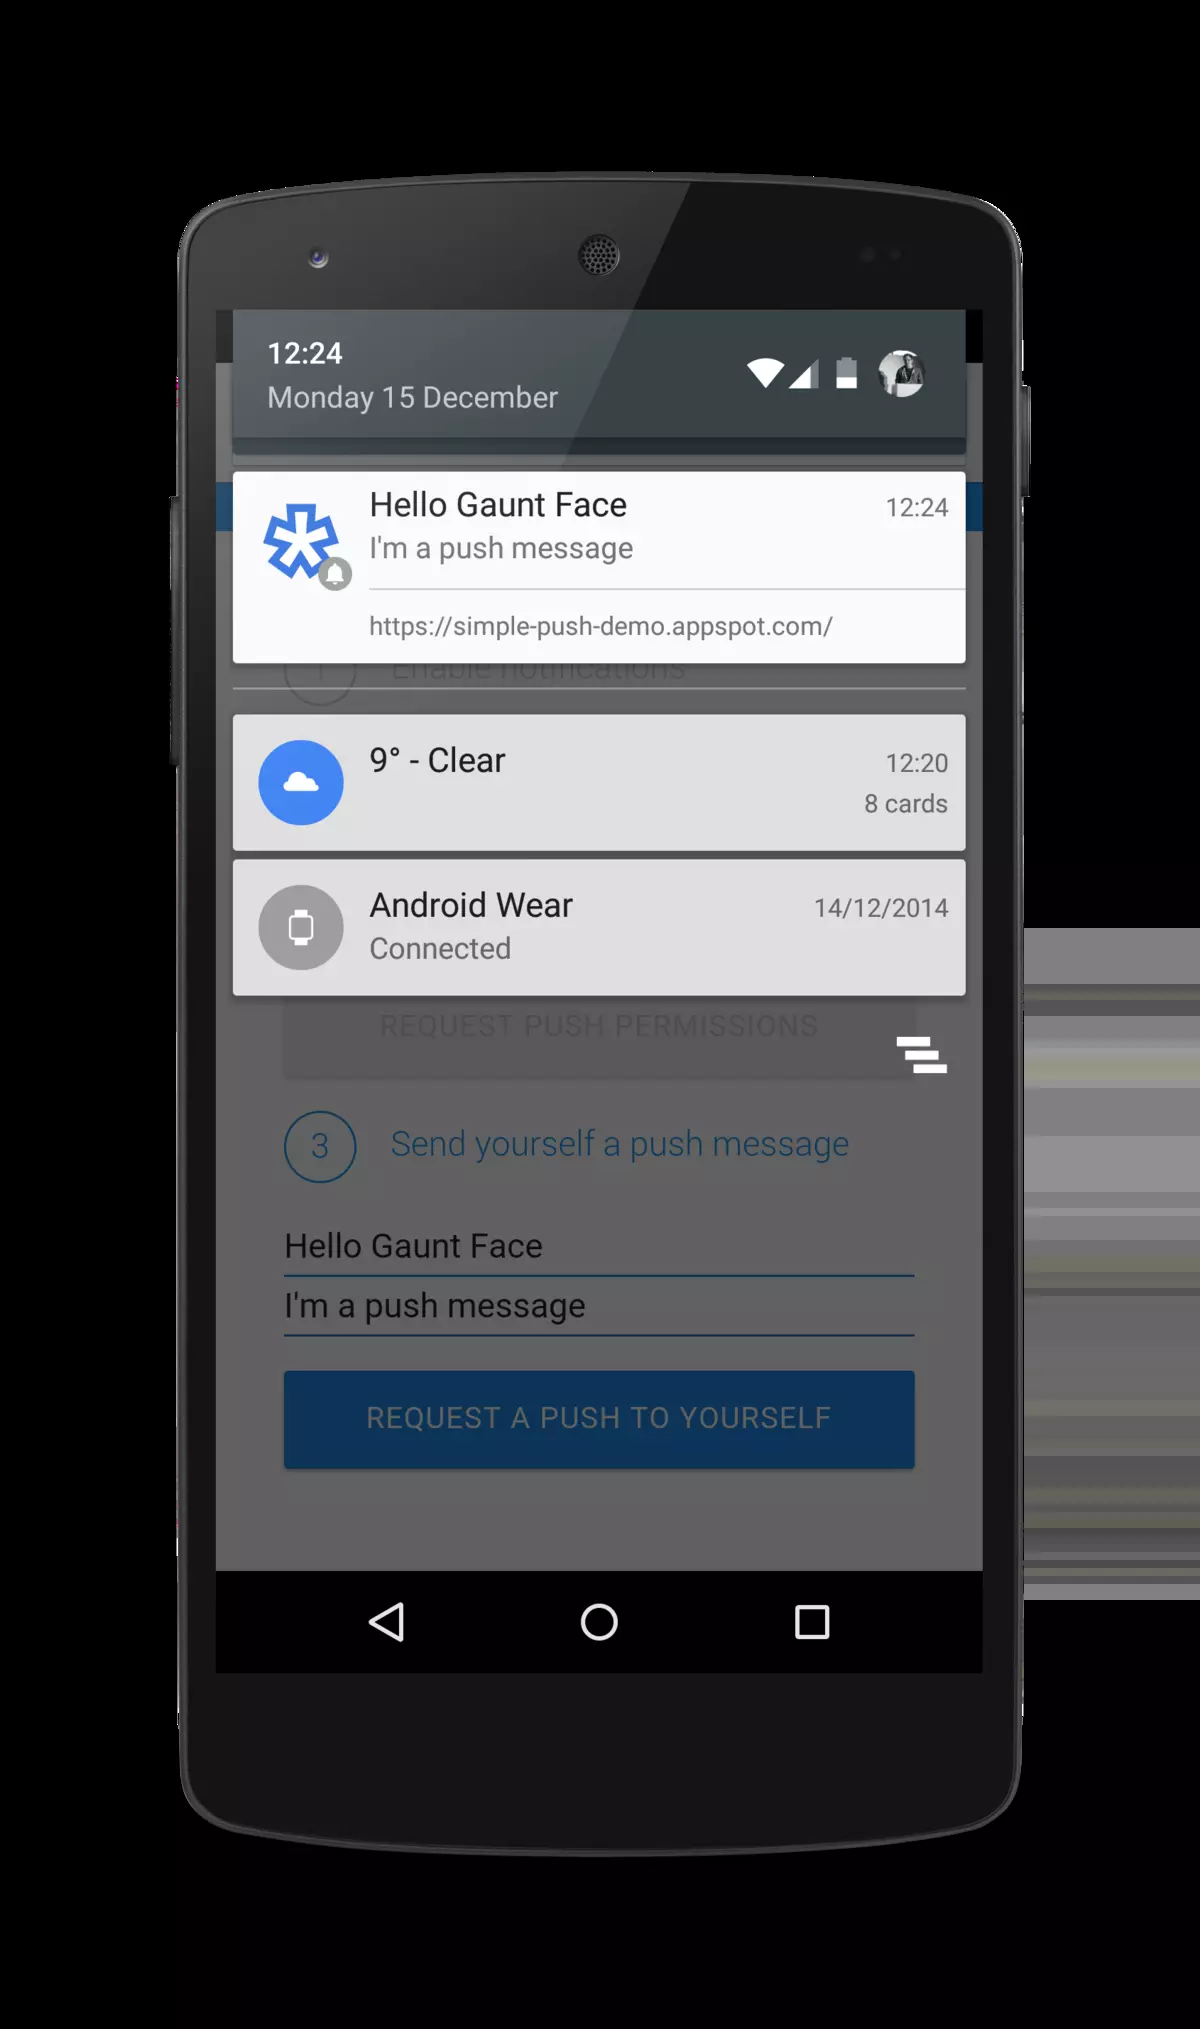 12:24
Monday 15 December
Hello Gaunt Face
12:24
I'm a push message
https://simple-push-demo.appspot.com/
1 Enable notifications
9° - Clear
12:20
8 cards
Android Wear
14/12/2014
Connected
REQUEST PUSH PERMISSIONS
3 Send yourself a push message
Hello Gaunt Face
I'm a push message
REQUEST A PUSH TO YOURSELF